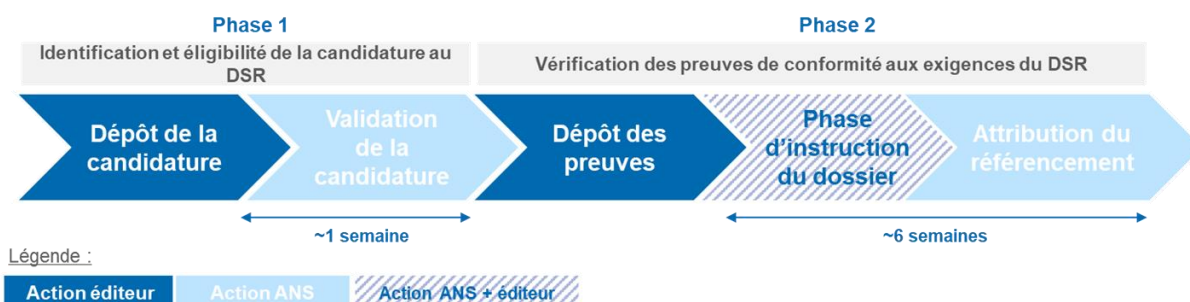 Phase 1
Phase 2
Identification et éligibilité de la candidature au
DSR
Vérification des preuves de conformité aux exigences du DSR
Dépôt de la
candidature
Validation
de la
candidature
Dépôt des
preuves
Phase
d'instruction
du dossier
Attribution du
référencement
~1 semaine
~6 semaines
Légende :
Action éditeur
Action ANS
Action ANS + éditeur